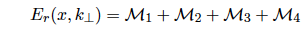 E_r(x, k_⊥) = ℳ_1 + ℳ_2 + ℳ_3 + ℳ_4